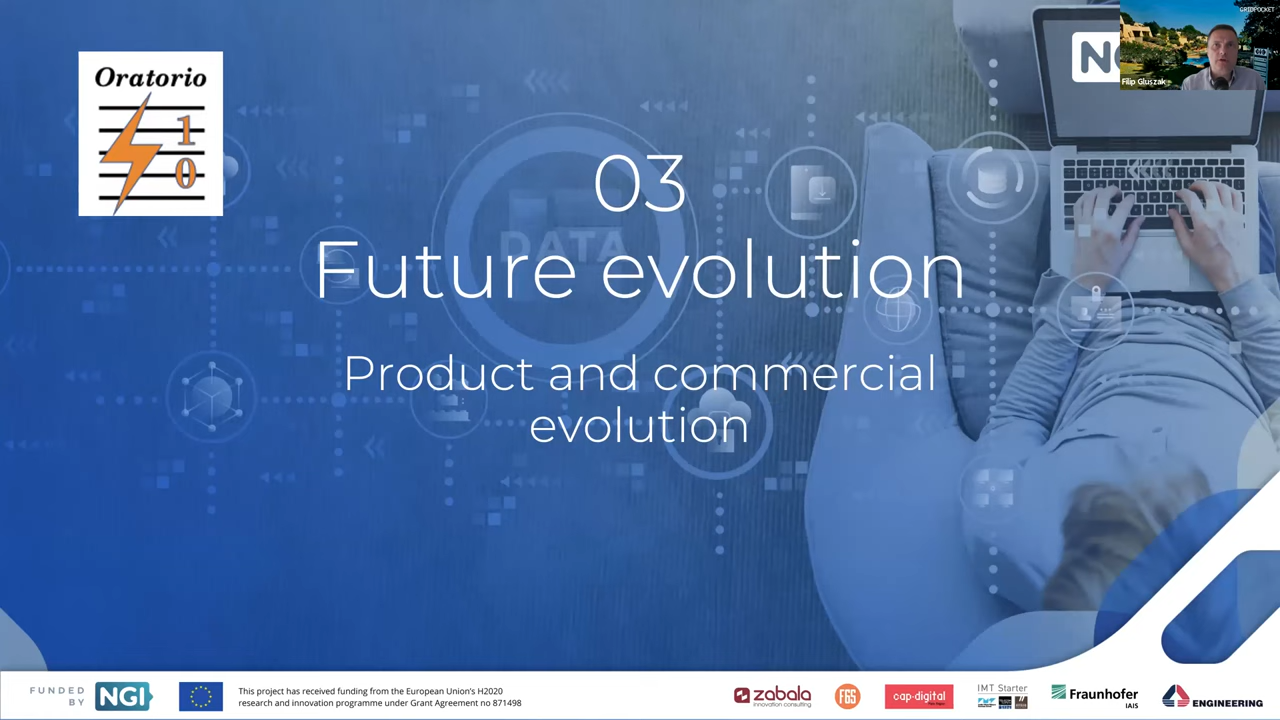 GRIDPOCKET
Filip Gluszak
Oratorio
1
0
03
DATA
Future evolution
Product and commercial
evolution
FUNDED
BY
NGI
This project has received funding from the European Union's H2020
research and innovation programme under Grant Agreement no 871498
zabala
innovation consulting
FGS
cap digital
IMT Starter
Fraunhofer
IAIS
ENGINEERING